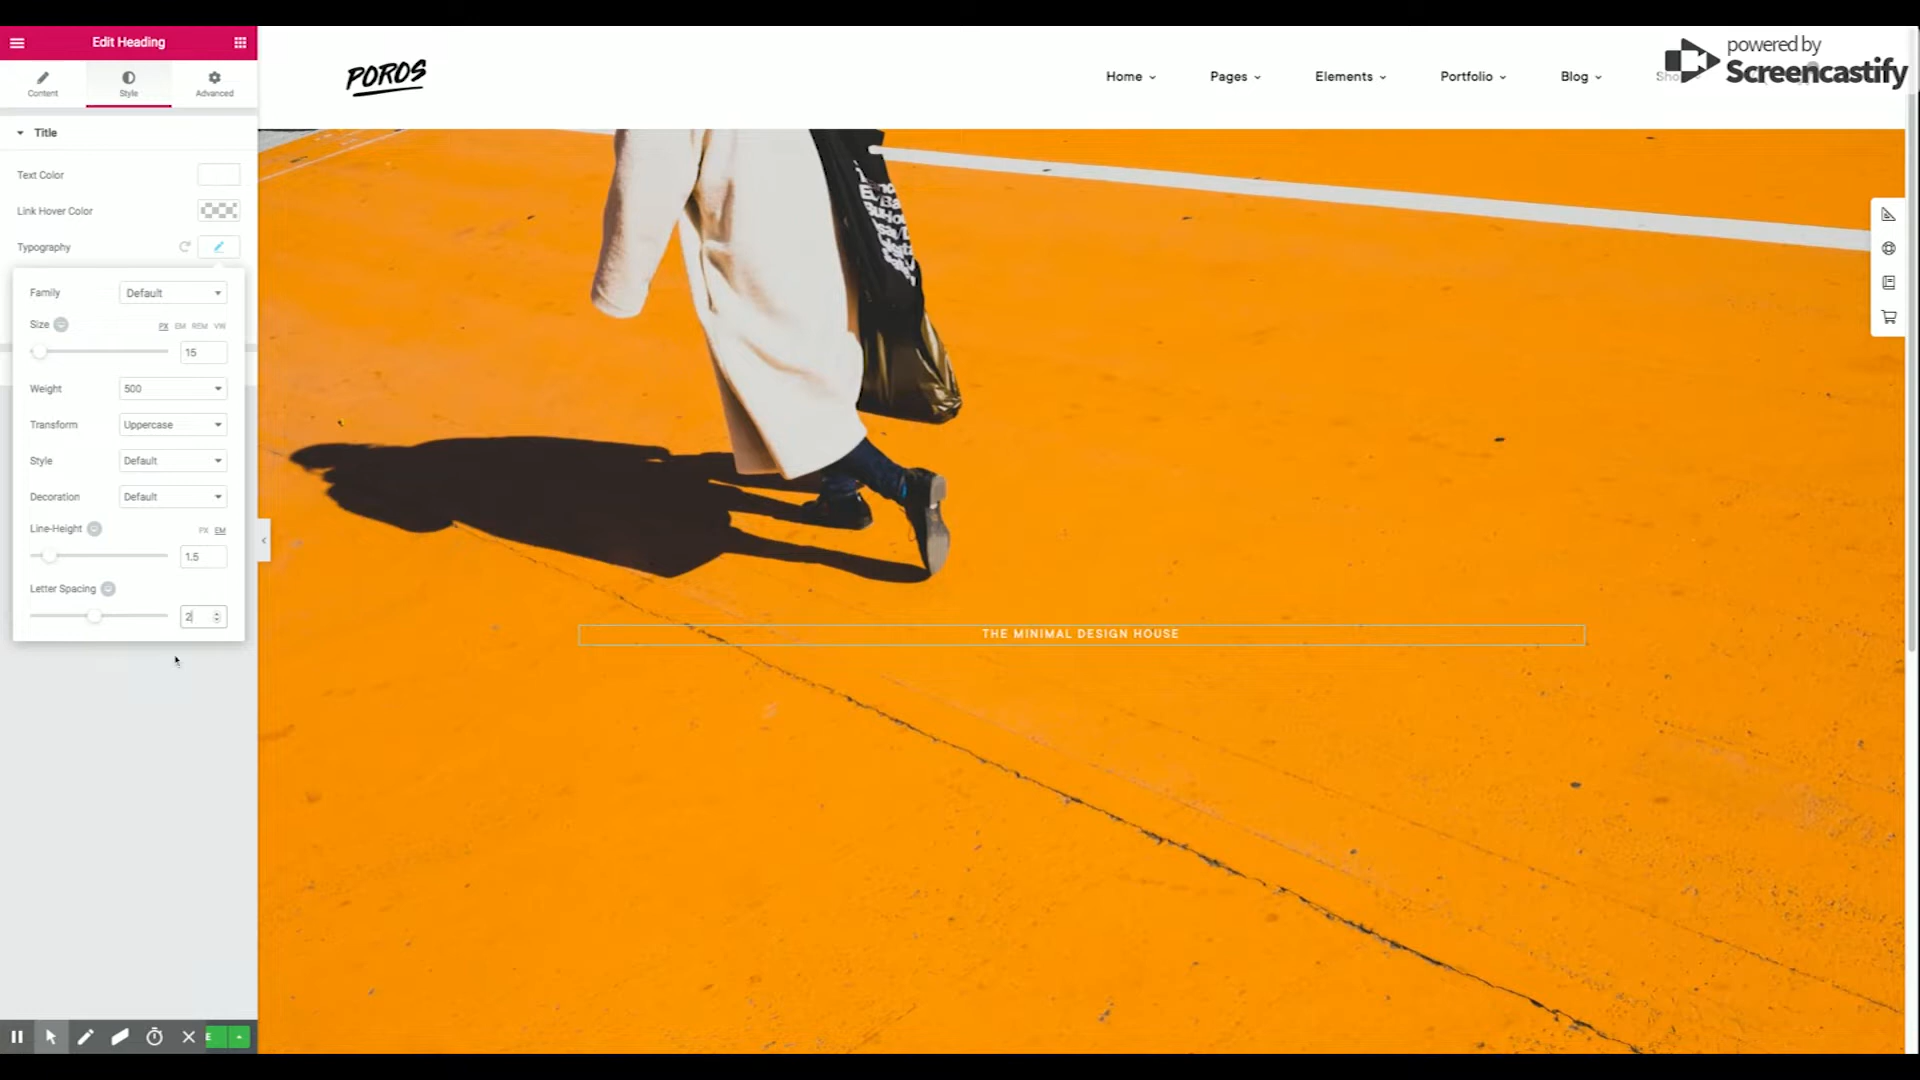 Edit Heading
Content
Style
Advanced
Title
Text Color
Link Hover Color
Typography
Family
Default
Size
PX EM REM VW
15
Weight
500
Transform
Uppercase
Style
Default
Decoration
Default
Line-Height
PX EM
1.5
Letter Spacing
2
POROS
Home
Pages
Elements
Portfolio
Blog
powered by
Screencastify
THE MINIMAL DESIGN HOUSE